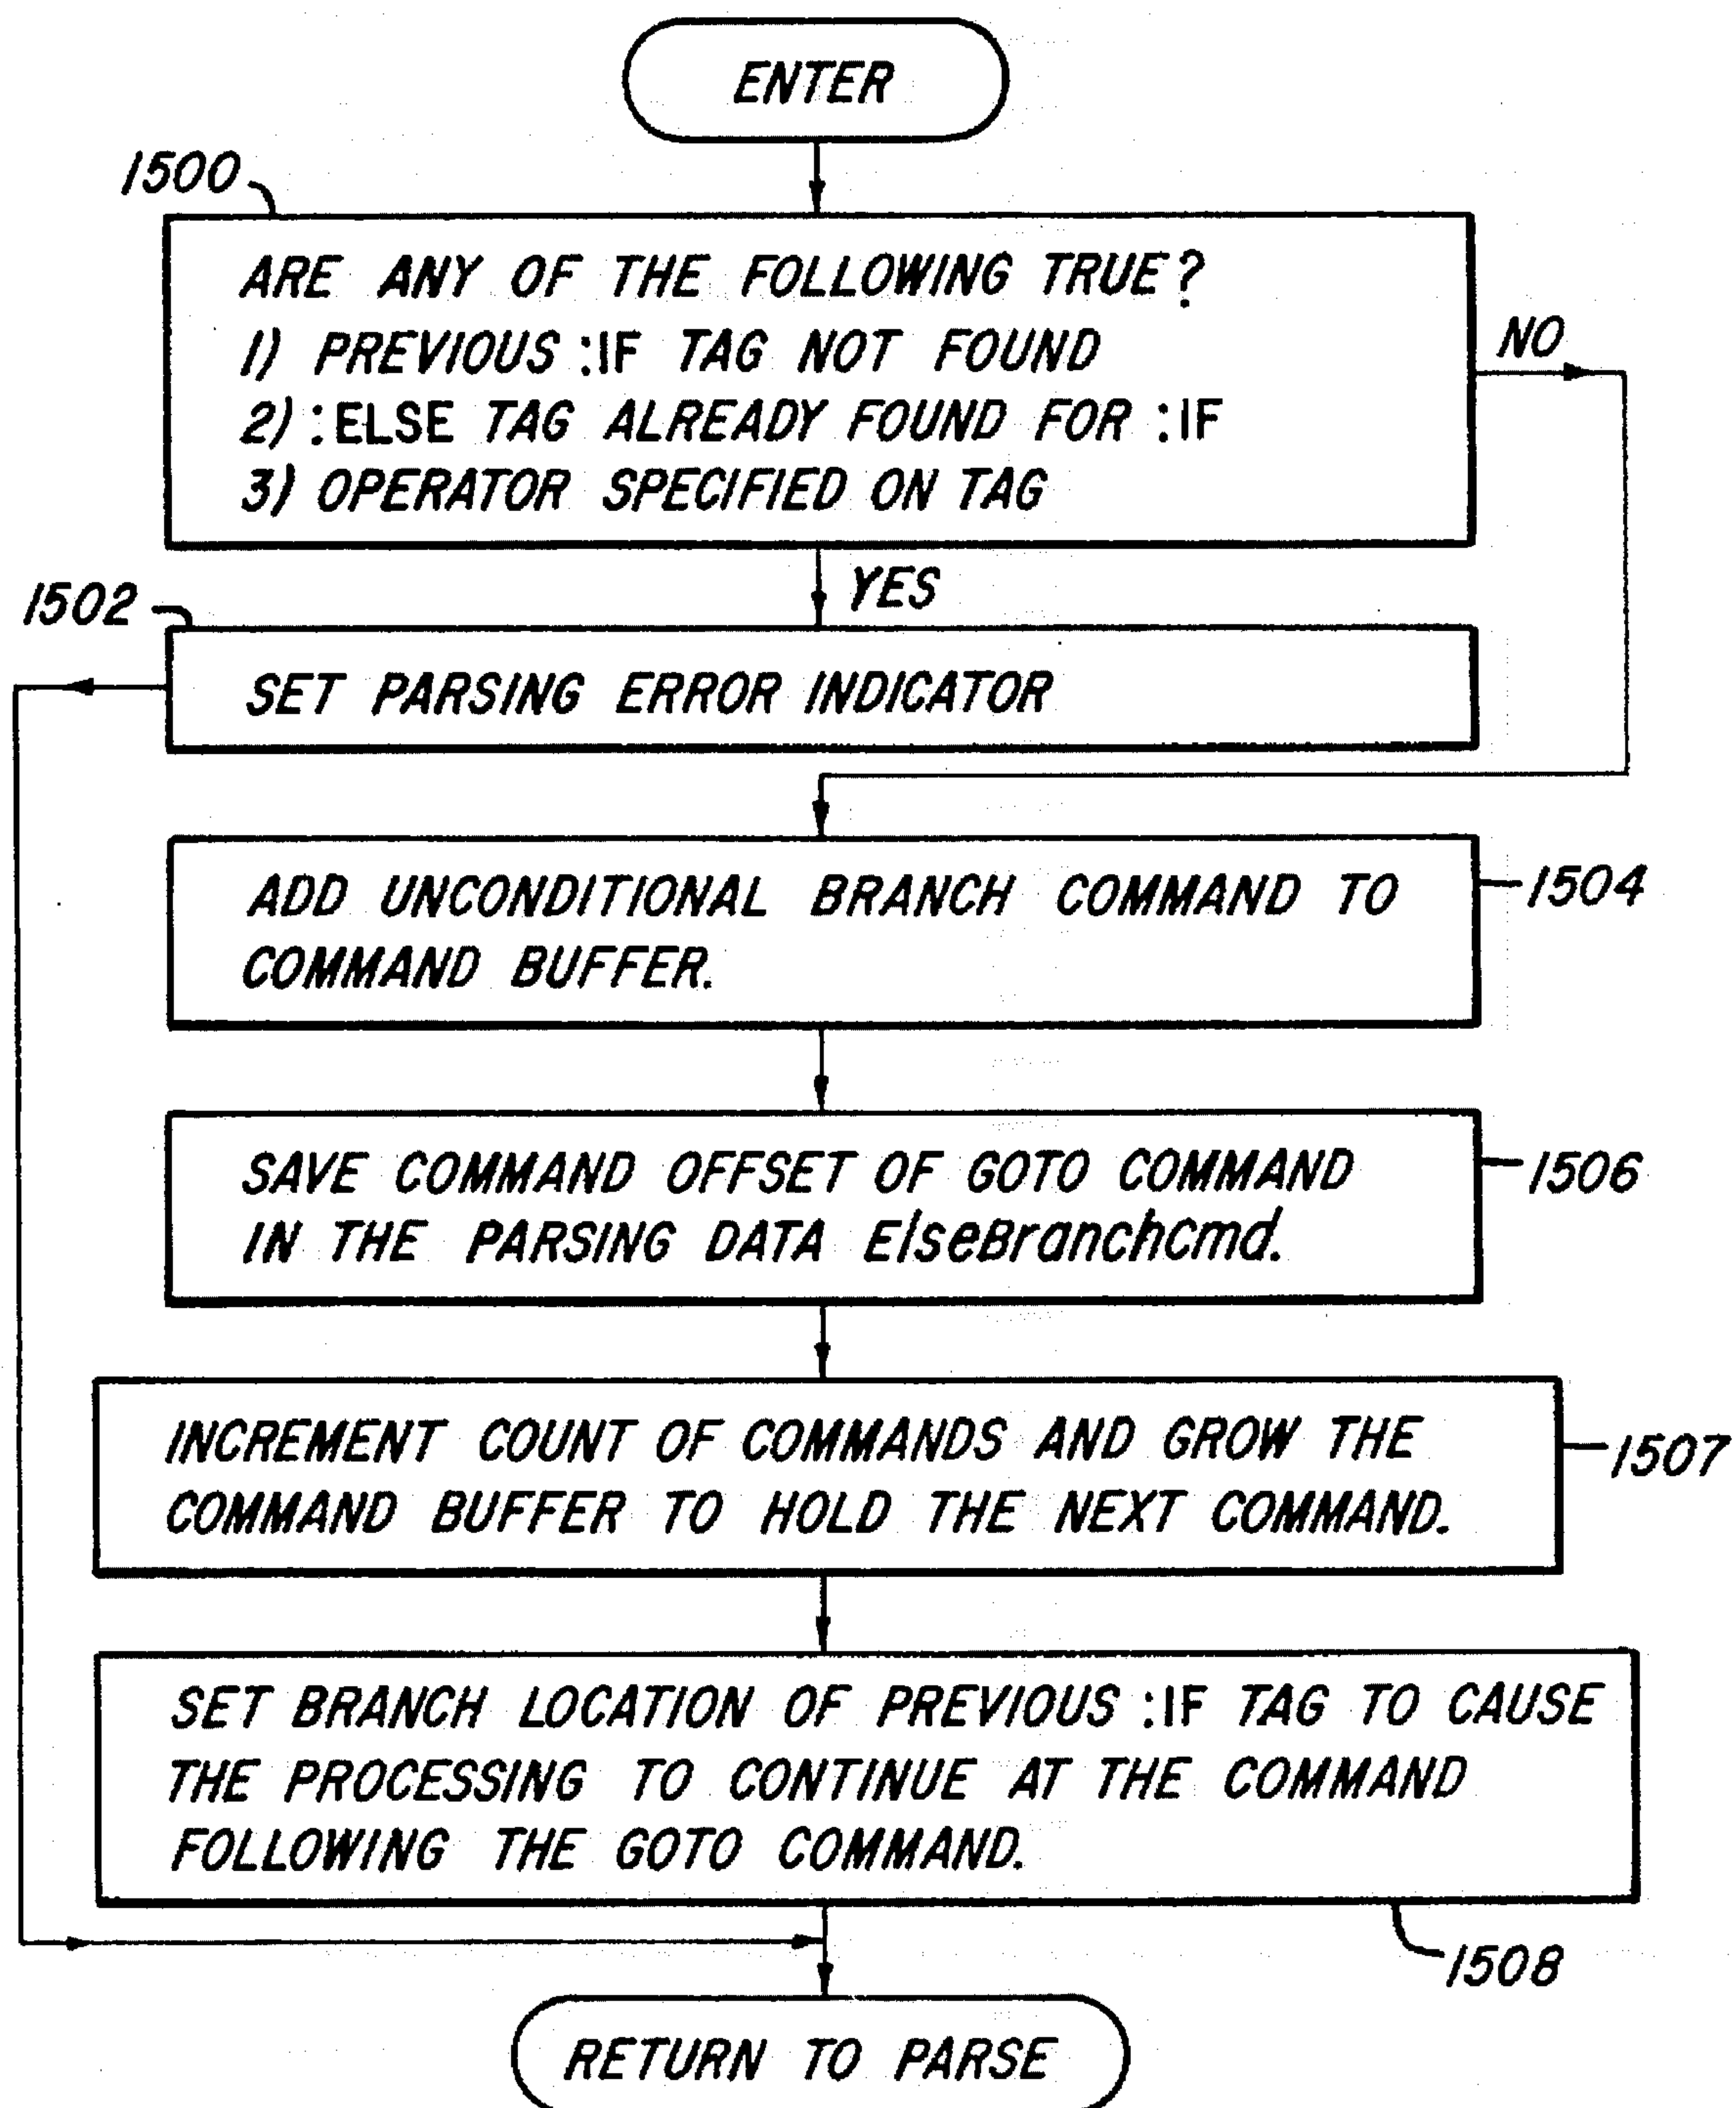 ENTER
1500
ARE ANY OF THE FOLLOWING TRUE?
1) PREVIOUS :IF TAG NOT FOUND
2) :ELSE TAG ALREADY FOUND FOR :IF
3) OPERATOR SPECIFIED ON TAG
NO
YES
1502
SET PARSING ERROR INDICATOR
ADD UNCONDITIONAL BRANCH COMMAND TO
COMMAND BUFFER.
1504
SAVE COMMAND OFFSET OF GOTO COMMAND
IN THE PARSING DATA ElseBranchcmd.
1506
INCREMENT COUNT OF COMMANDS AND GROW THE
COMMAND BUFFER TO HOLD THE NEXT COMMAND.
1507
SET BRANCH LOCATION OF PREVIOUS :IF TAG TO CAUSE
THE PROCESSING TO CONTINUE AT THE COMMAND
FOLLOWING THE GOTO COMMAND.
1508
RETURN TO PARSE